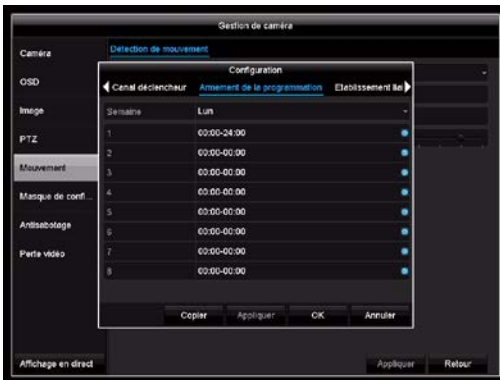 Gestion de caméra
Caméra
OSD
Image
PTZ
Mouvement
Masque de confi...
Antisabotage
Perte vidéo
Affichage en direct
Détection de mouvement
Configuration
Canal déclencheur Armement de la programmation Etablissement liai
Semaine Lun
1 00:00-24:00
2 00:00-00:00
3 00:00-00:00
4 00:00-00:00
5 00:00-00:00
6 00:00-00:00
7 00:00-00:00
8 00:00-00:00
Copier Appliquer OK Annuler
Appliquer Retour